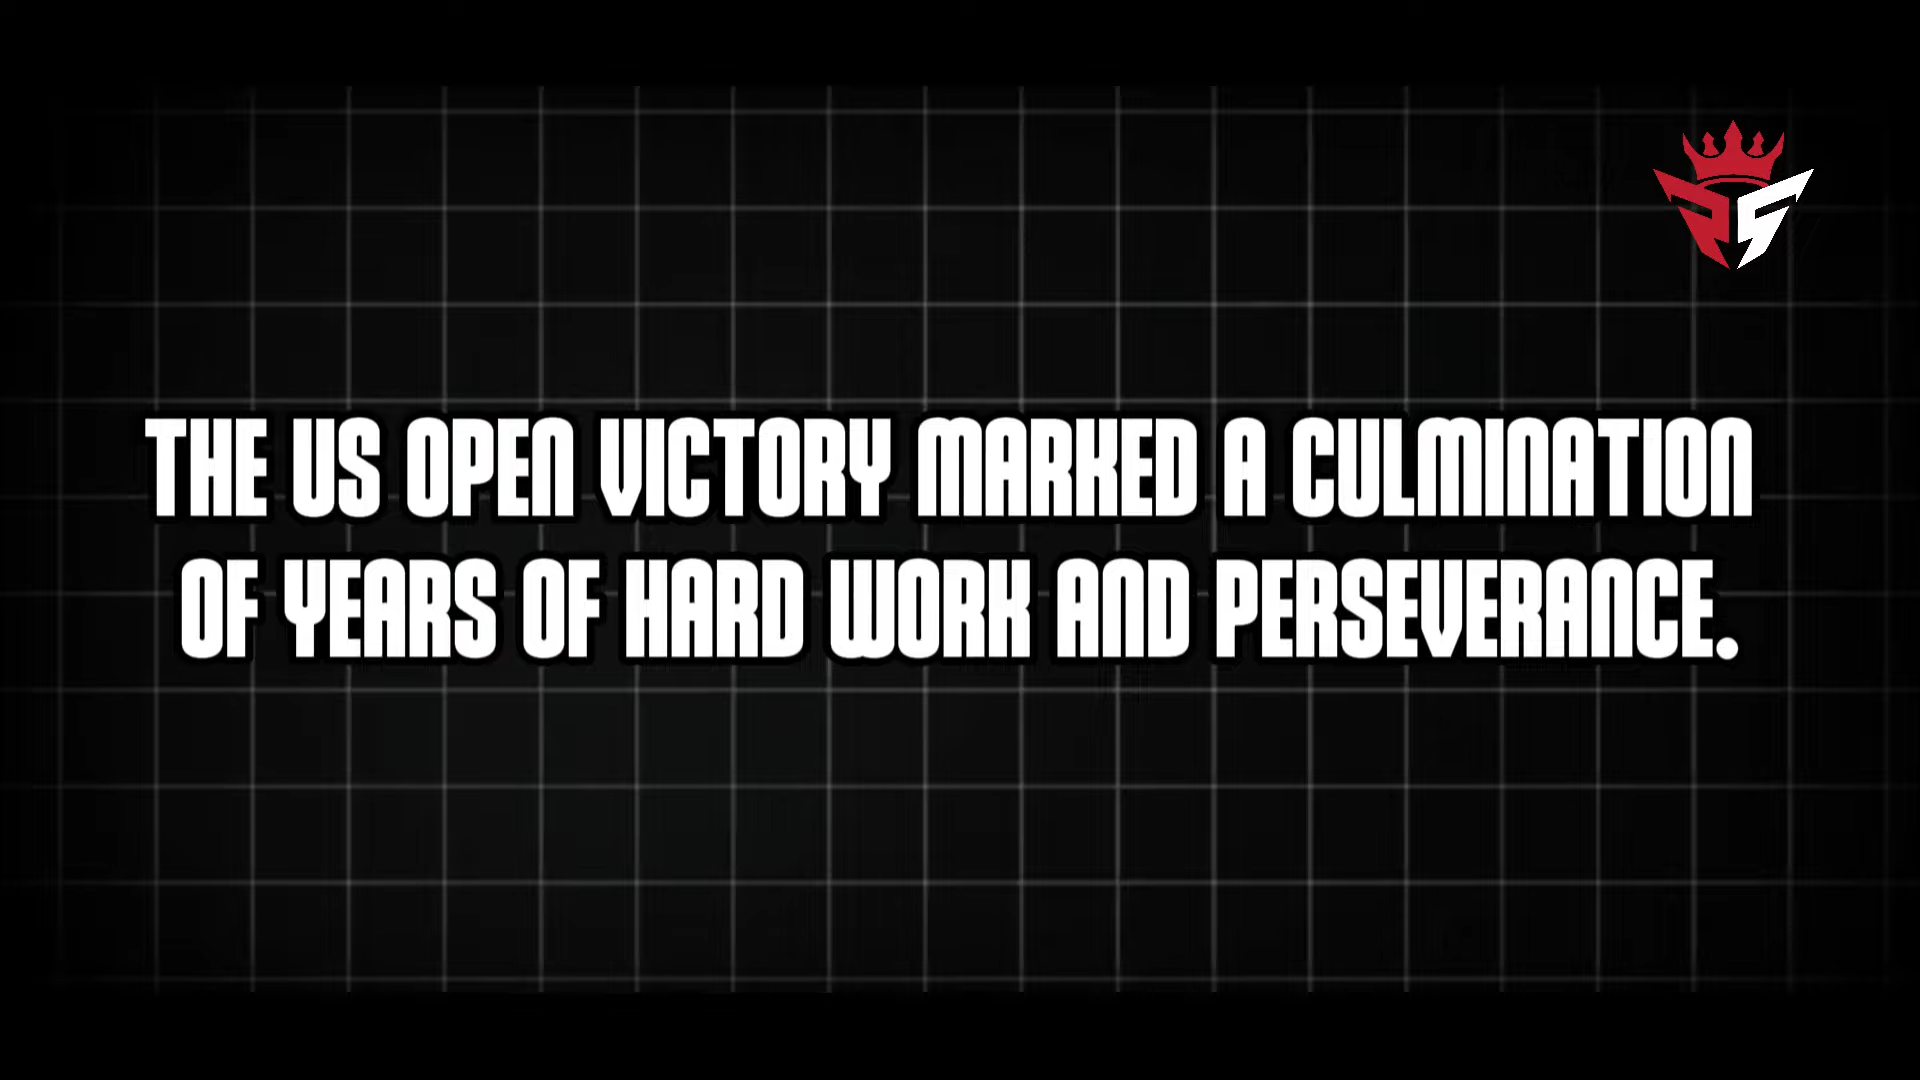 THE US OPEN VICTORY MARKED A CULMINATION
OF YEARS OF HARD WORK AND PERSEVERANCE.